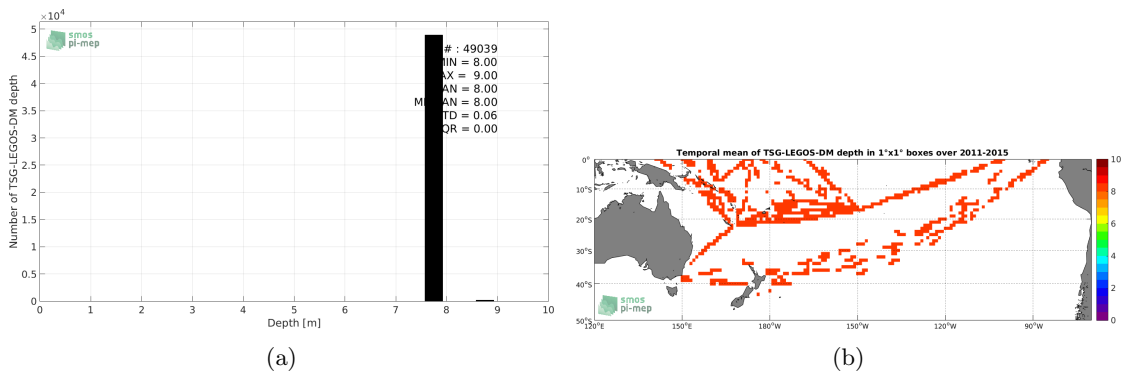 ×10⁴
smos
pi-mep
# : 49039
MIN = 8.00
AX = 9.00
AN = 8.00
M AN = 8.00
TD = 0.06
QR = 0.00
5
4.5
4
3.5
3
2.5
2
1.5
1
0.5
0
Number of TSG-LEGOS-DM depth
0 1 2 3 4 5 6 7 8 9 10
Depth [m]
(a)
Temporal mean of TSG-LEGOS-DM depth in 1°x1° boxes over 2011-2015
0°
10°S
20°S
30°S
40°S
50°S
120°E 150°E 180°W 150°W 120°W 90°W
smos
pi-mep
10
8
6
4
2
0
(b)